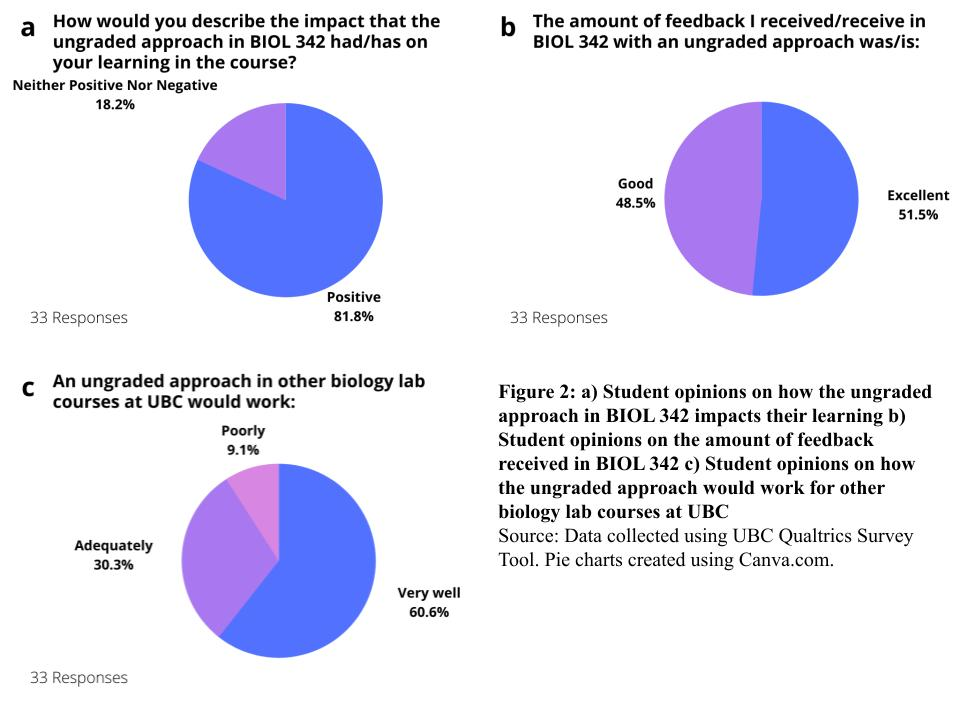 a
How would you describe the impact that the
ungraded approach in BIOL 342 had/has on
your learning in the course?
Neither Positive Nor Negative
18.2%
Positive
81.8%
33 Responses
b
The amount of feedback I received/receive in
BIOL 342 with an ungraded approach was/is:
Good
48.5%
Excellent
51.5%
33 Responses
c
An ungraded approach in other biology lab
courses at UBC would work:
Poorly
9.1%
Adequately
30.3%
Very well
60.6%
33 Responses
Figure 2: a) Student opinions on how the ungraded
approach in BIOL 342 impacts their learning b)
Student opinions on the amount of feedback
received in BIOL 342 c) Student opinions on how
the ungraded approach would work for other
biology lab courses at UBC
Source: Data collected using UBC Qualtrics Survey
Tool. Pie charts created using Canva.com.